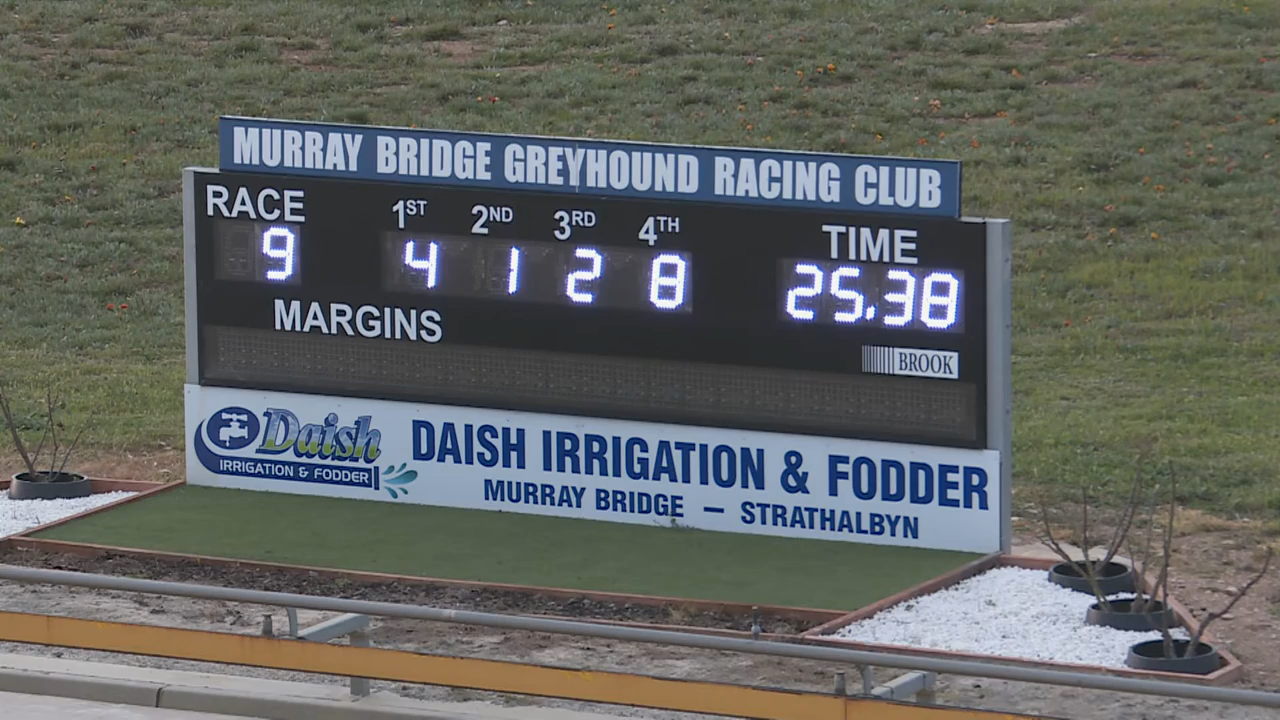 MURRAY BRIDGE GREYHOUND RACING CLUB
RACE 1ST 2ND 3RD 4TH TIME
9 4 1 2 8 25.38
MARGINS
BROOK
Daish
IRRIGATION & FODDER
DAISH IRRIGATION & FODDER
MURRAY BRIDGE – STRATHALBYN